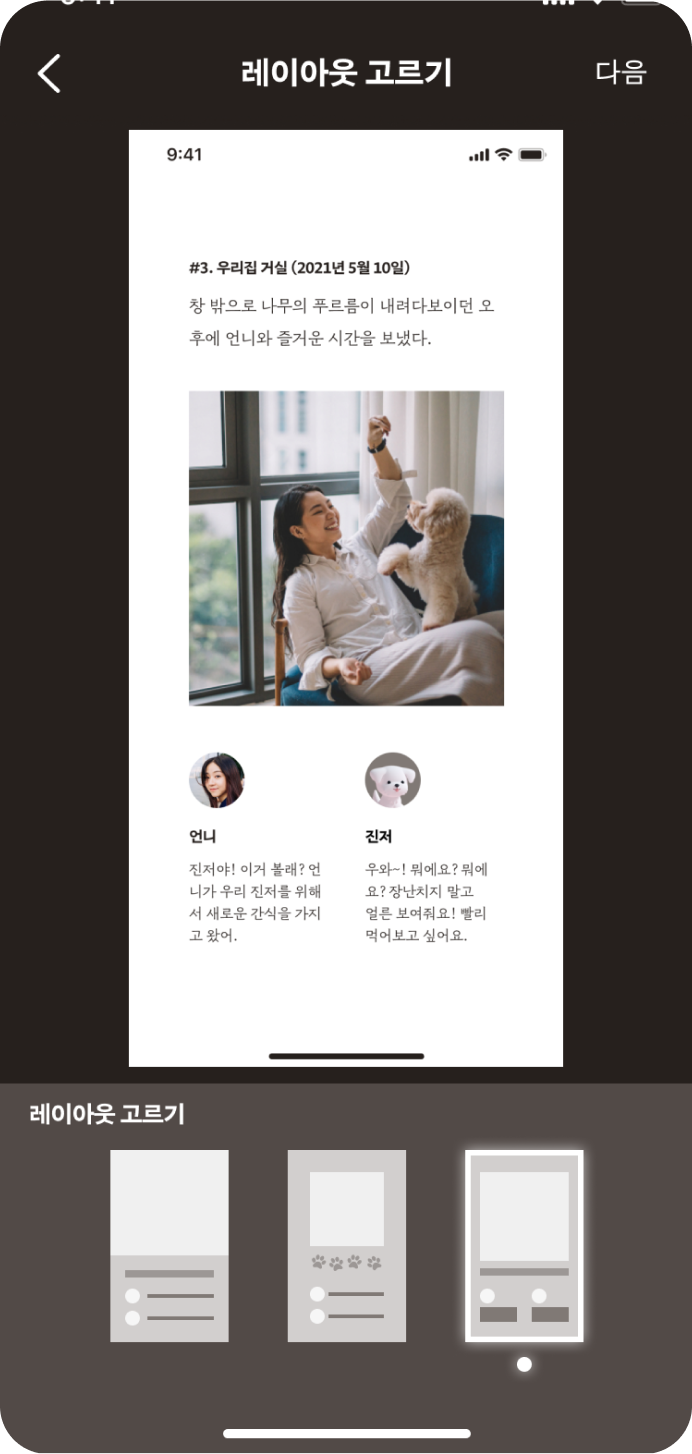 레이아웃 고르기
다음
9:41
#3. 우리집 거실 (2021년 5월 10일)
창 밖으로 나무의 푸르름이 내려다보이던 오
후에 언니와 즐거운 시간을 보냈다.
언니
진저야! 이거 볼래? 언
니가 우리 진저를 위해
서 새로운 간식을 가지
고 왔어.
진저
우와~! 뭐에요? 뭐에
요? 장난치지 말고
얼른 보여줘요! 빨리
먹어보고 싶어요.
레이아웃 고르기